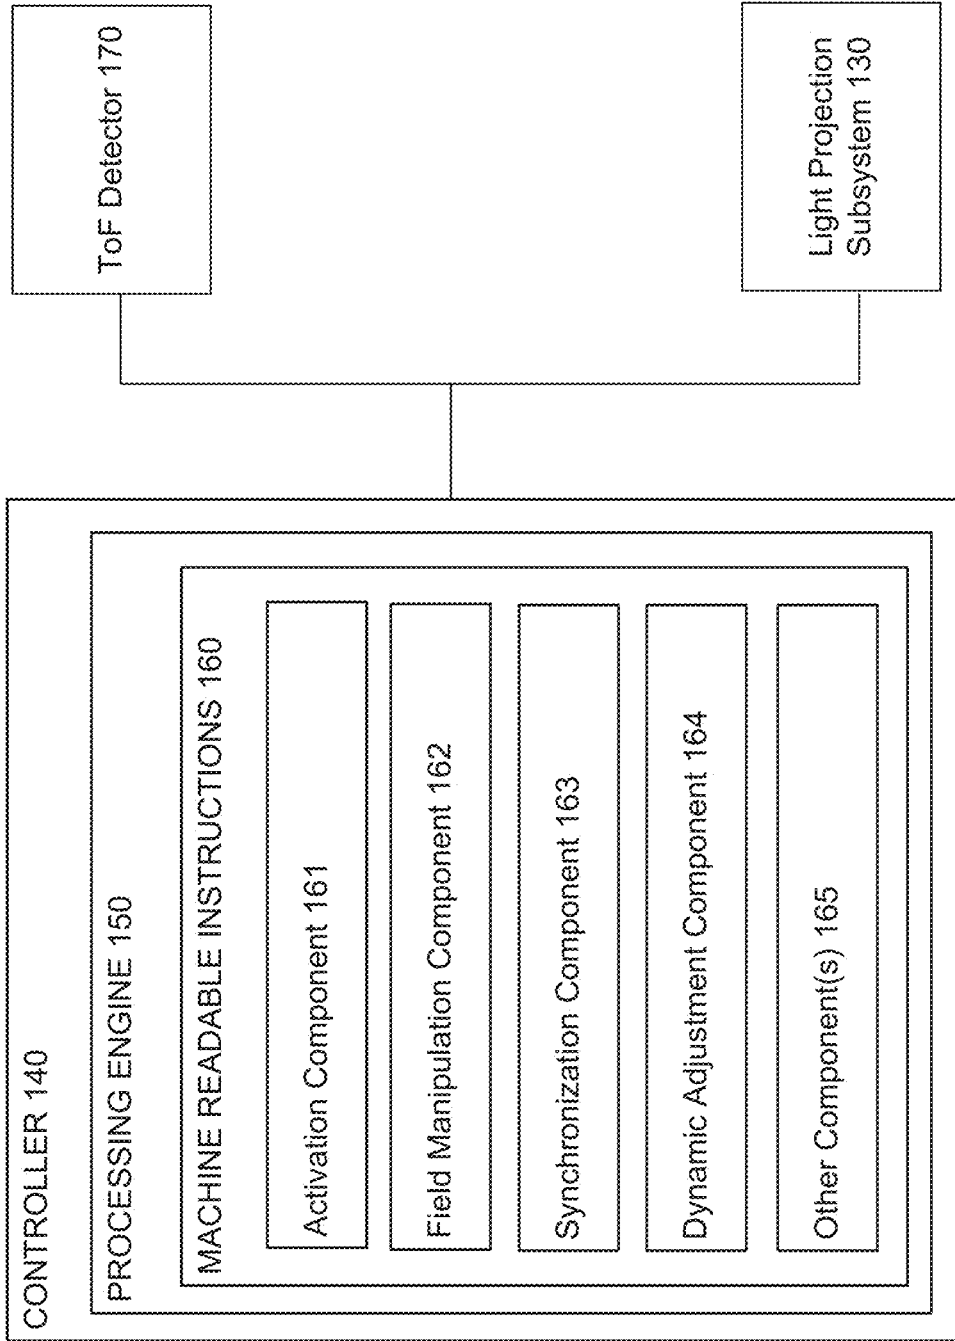 CONTROLLER 140
PROCESSING ENGINE 150
MACHINE READABLE INSTRUCTIONS 160
Activation Component 161
Field Manipulation Component 162
Synchronization Component 163
Dynamic Adjustment Component 164
Other Component(s) 165
ToF Detector 170
Light Projection
Subsystem 130